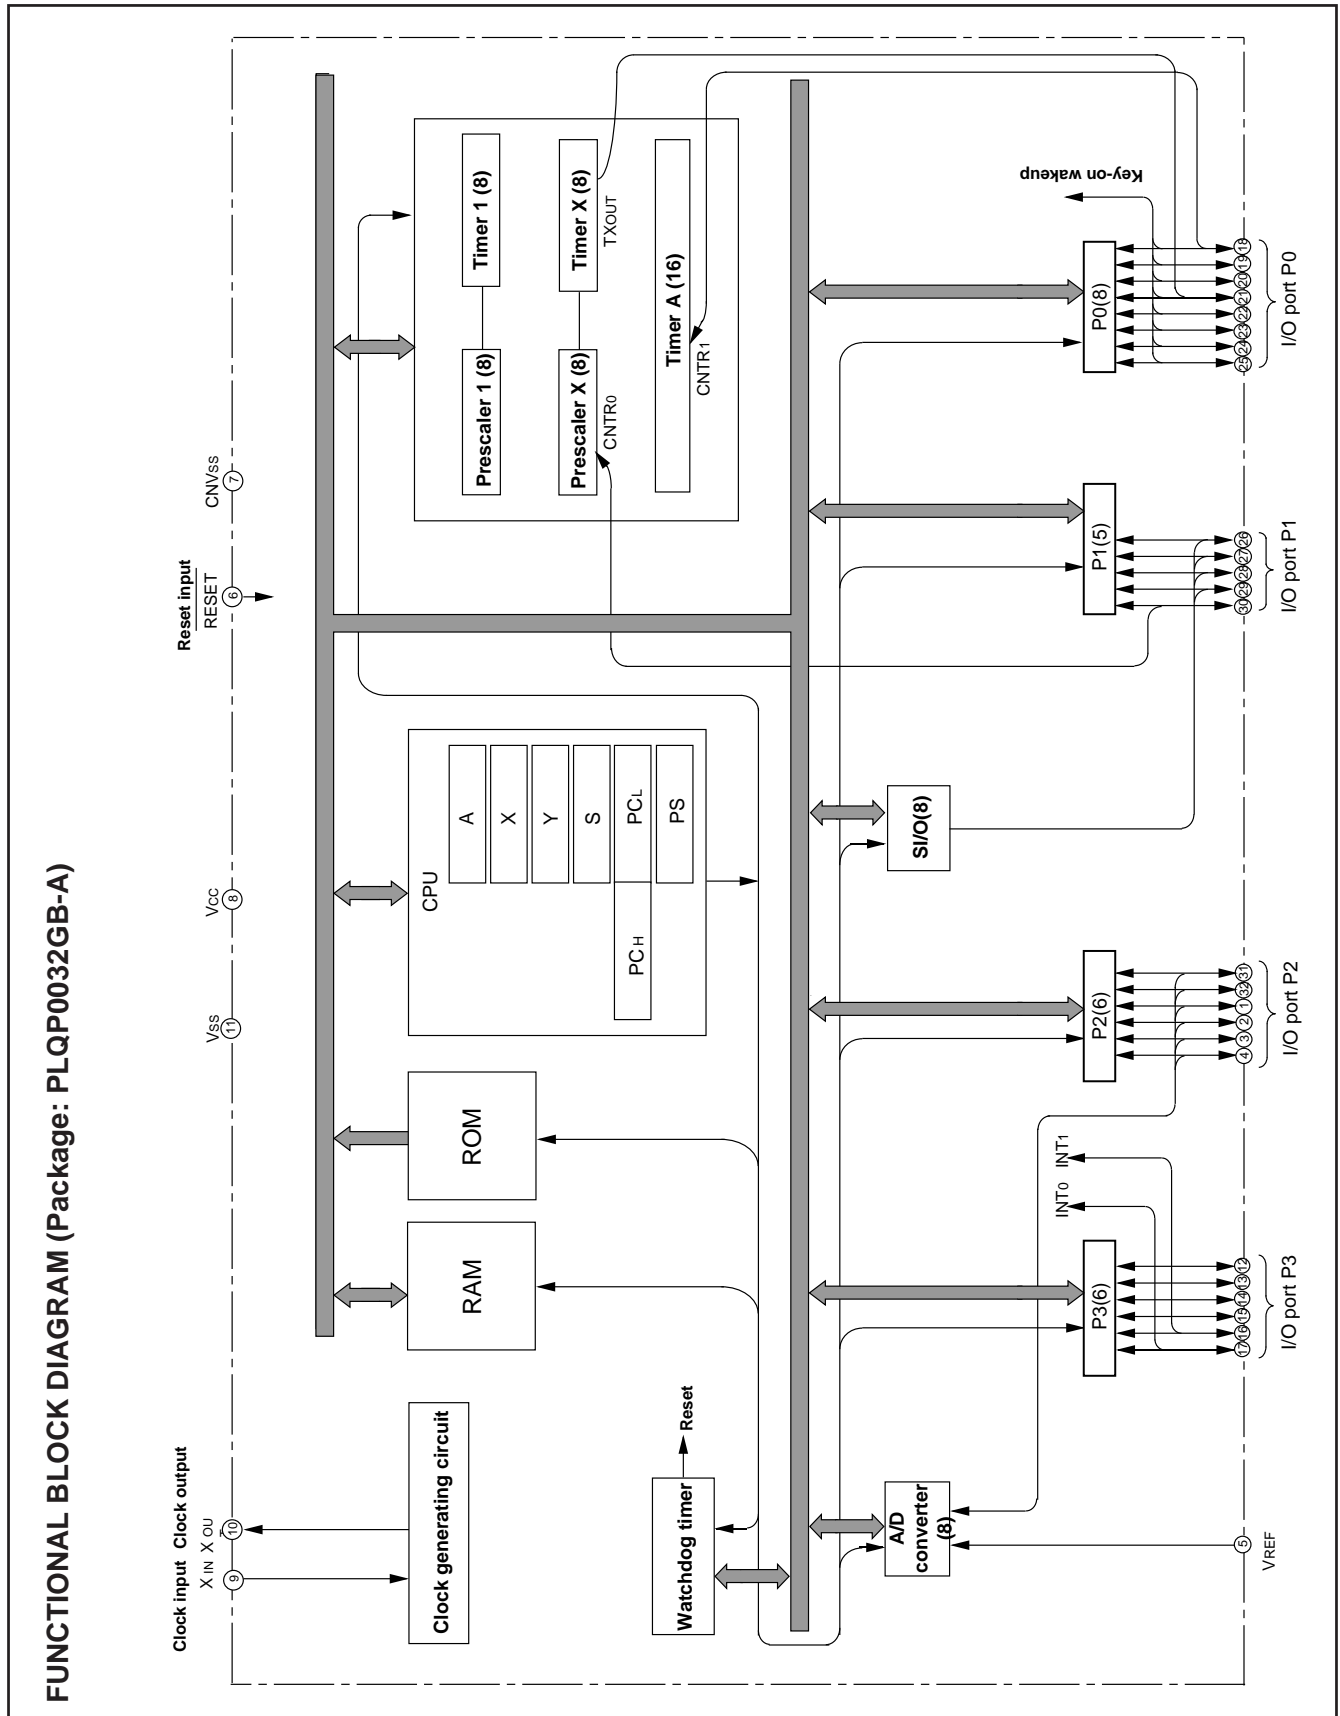 FUNCTIONAL BLOCK DIAGRAM (Package: PLQP0032GB-A)
Clock input Clock output
X IN X OU
T
9
10
VSS
11
VCC
8
Reset input
RESET
6
CNVSS
7
Clock generating circuit
RAM
ROM
CPU
A
X
Y
S
PCH
PCL
PS
Prescaler 1 (8)
Timer 1 (8)
Prescaler X (8)
Timer X (8)
CNTR0
TXOUT
Timer A (16)
CNTR1
Watchdog timer
Reset
A/D
converter
(8)
SI/O(8)
INT0
INT1
Key-on wakeup
P3(6)
P2(6)
P1(5)
P0(8)
5
VREF
17
16
15
14
13
12
I/O port P3
4
3
2
1
32
31
I/O port P2
30
29
28
27
26
I/O port P1
25
24
23
22
21
20
19
18
I/O port P0